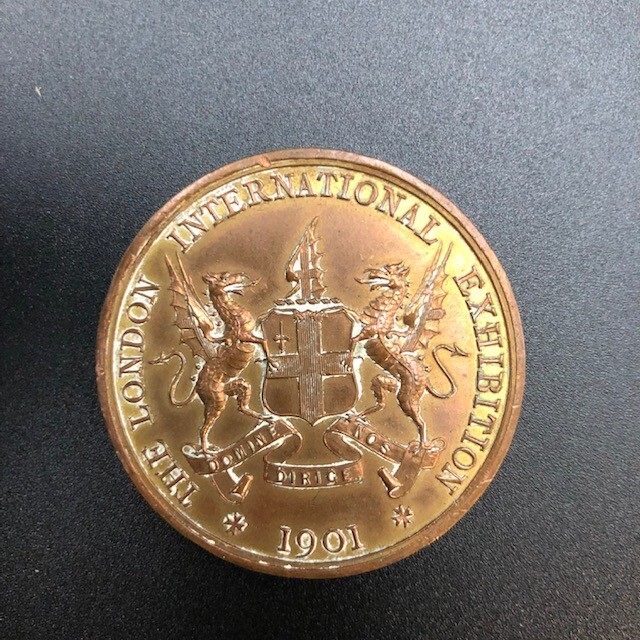 THE LONDON INTERNATIONAL EXHIBITION
DOMINE DIRIGE NOS
* 1901 *